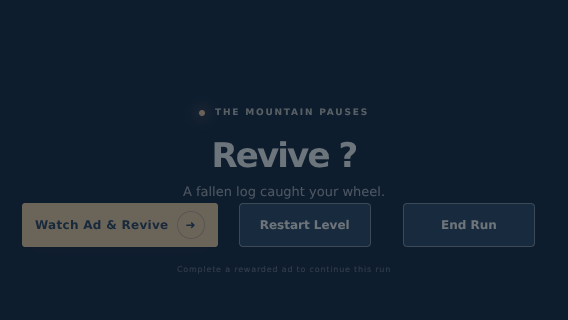 THE MOUNTAIN PAUSES
Revive ?
A fallen log caught your wheel.
Watch Ad & Revive ➔ Restart Level End Run
Complete a rewarded ad to continue this run